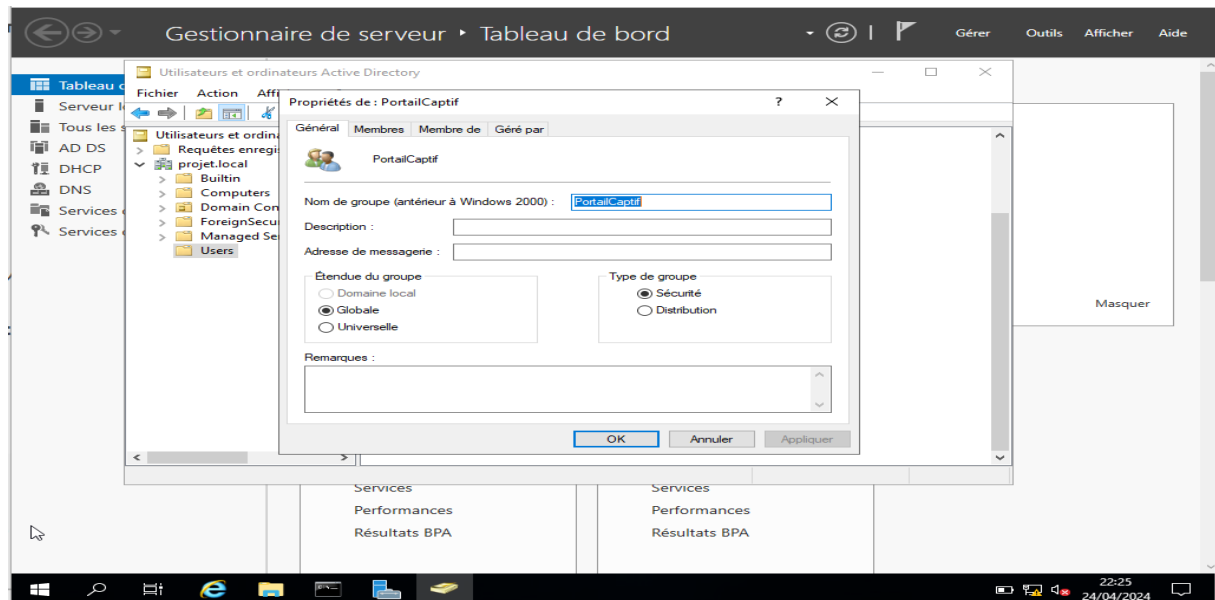 Gestionnaire de serveur ‣ Tableau de bord
Gérer Outils Afficher Aide
Utilisateurs et ordinateurs Active Directory
Fichier Action Affi
Tableau d
Serveur l
Tous les s
AD DS
DHCP
DNS
Services
Services
Utilisateurs et ordina
Requêtes enregi
projet.local
Builtin
Computers
Domain Con
ForeignSecu
Managed Se
Users
Propriétés de : PortailCaptif
? ×
Général Membres Membre de Géré par
PortailCaptif
Nom de groupe (antérieur à Windows 2000) : PortailCaptif
Description :
Adresse de messagerie :
Étendue du groupe
Domaine local
Globale
Universelle
Type de groupe
Sécurité
Distribution
Remarques :
OK Annuler Appliquer
Masquer
Services
Performances
Résultats BPA
Services
Performances
Résultats BPA
22:25
24/04/2024